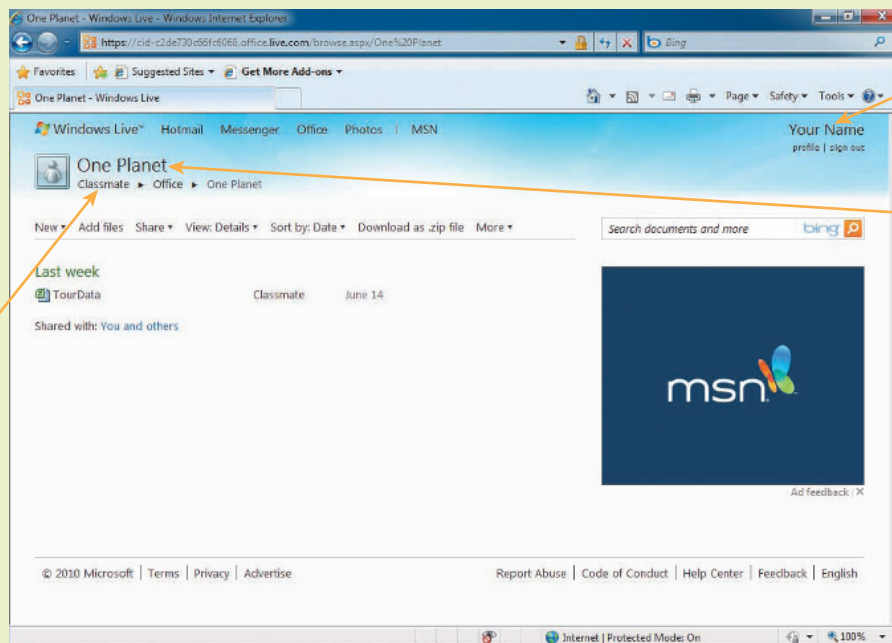 One Planet - Windows Live - Windows Internet Explorer
https://cid-c2de730c66fc6068.office.live.com/browse.aspx/One%20Planet Bing
Favorites Suggested Sites Get More Add-ons
One Planet - Windows Live Page Safety Tools
Windows Live™ Hotmail Messenger Office Photos | MSN Your Name
profile | sign out
One Planet
Classmate ▸ Office ▸ One Planet
New Add files Share View: Details Sort by: Date Download as .zip file More Search documents and more bing
Last week
TourData Classmate June 14
Shared with: You and others
msn
Ad feedback | X
© 2010 Microsoft | Terms | Privacy | Advertise Report Abuse | Code of Conduct | Help Center | Feedback | English
Internet | Protected Mode: On 100%